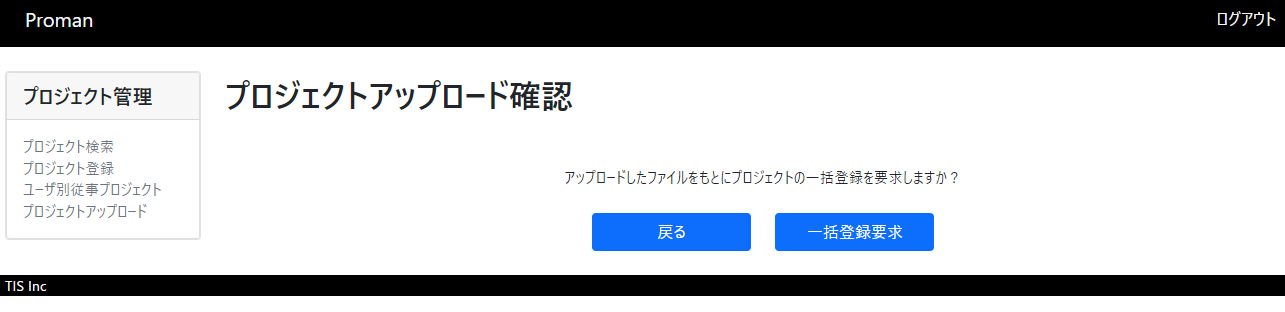 Proman
ログアウト
プロジェクト管理
プロジェクト検索
プロジェクト登録
ユーザ別従事プロジェクト
プロジェクトアップロード
プロジェクトアップロード確認
アップロードしたファイルをもとにプロジェクトの一括登録を要求しますか？
戻る
一括登録要求
TIS Inc